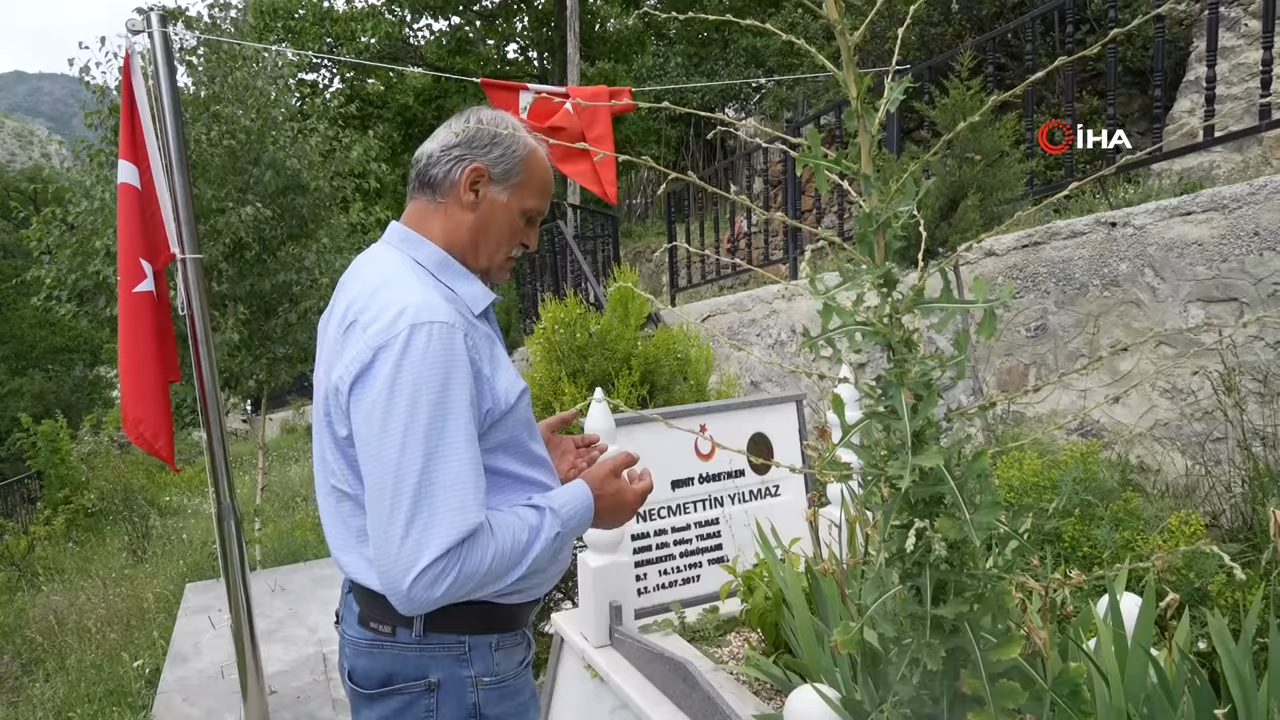 İHA
ŞEHİT ÖĞRETMEN
NECMETTİN YILMAZ
BABA ADI: Hamit YILMAZ
ANNE ADI: Gülay YILMAZ
MEMLEKETİ: GÜMÜŞHANE
D.T 14.12.1993 TORUL
Ş.T. :14.07.2017